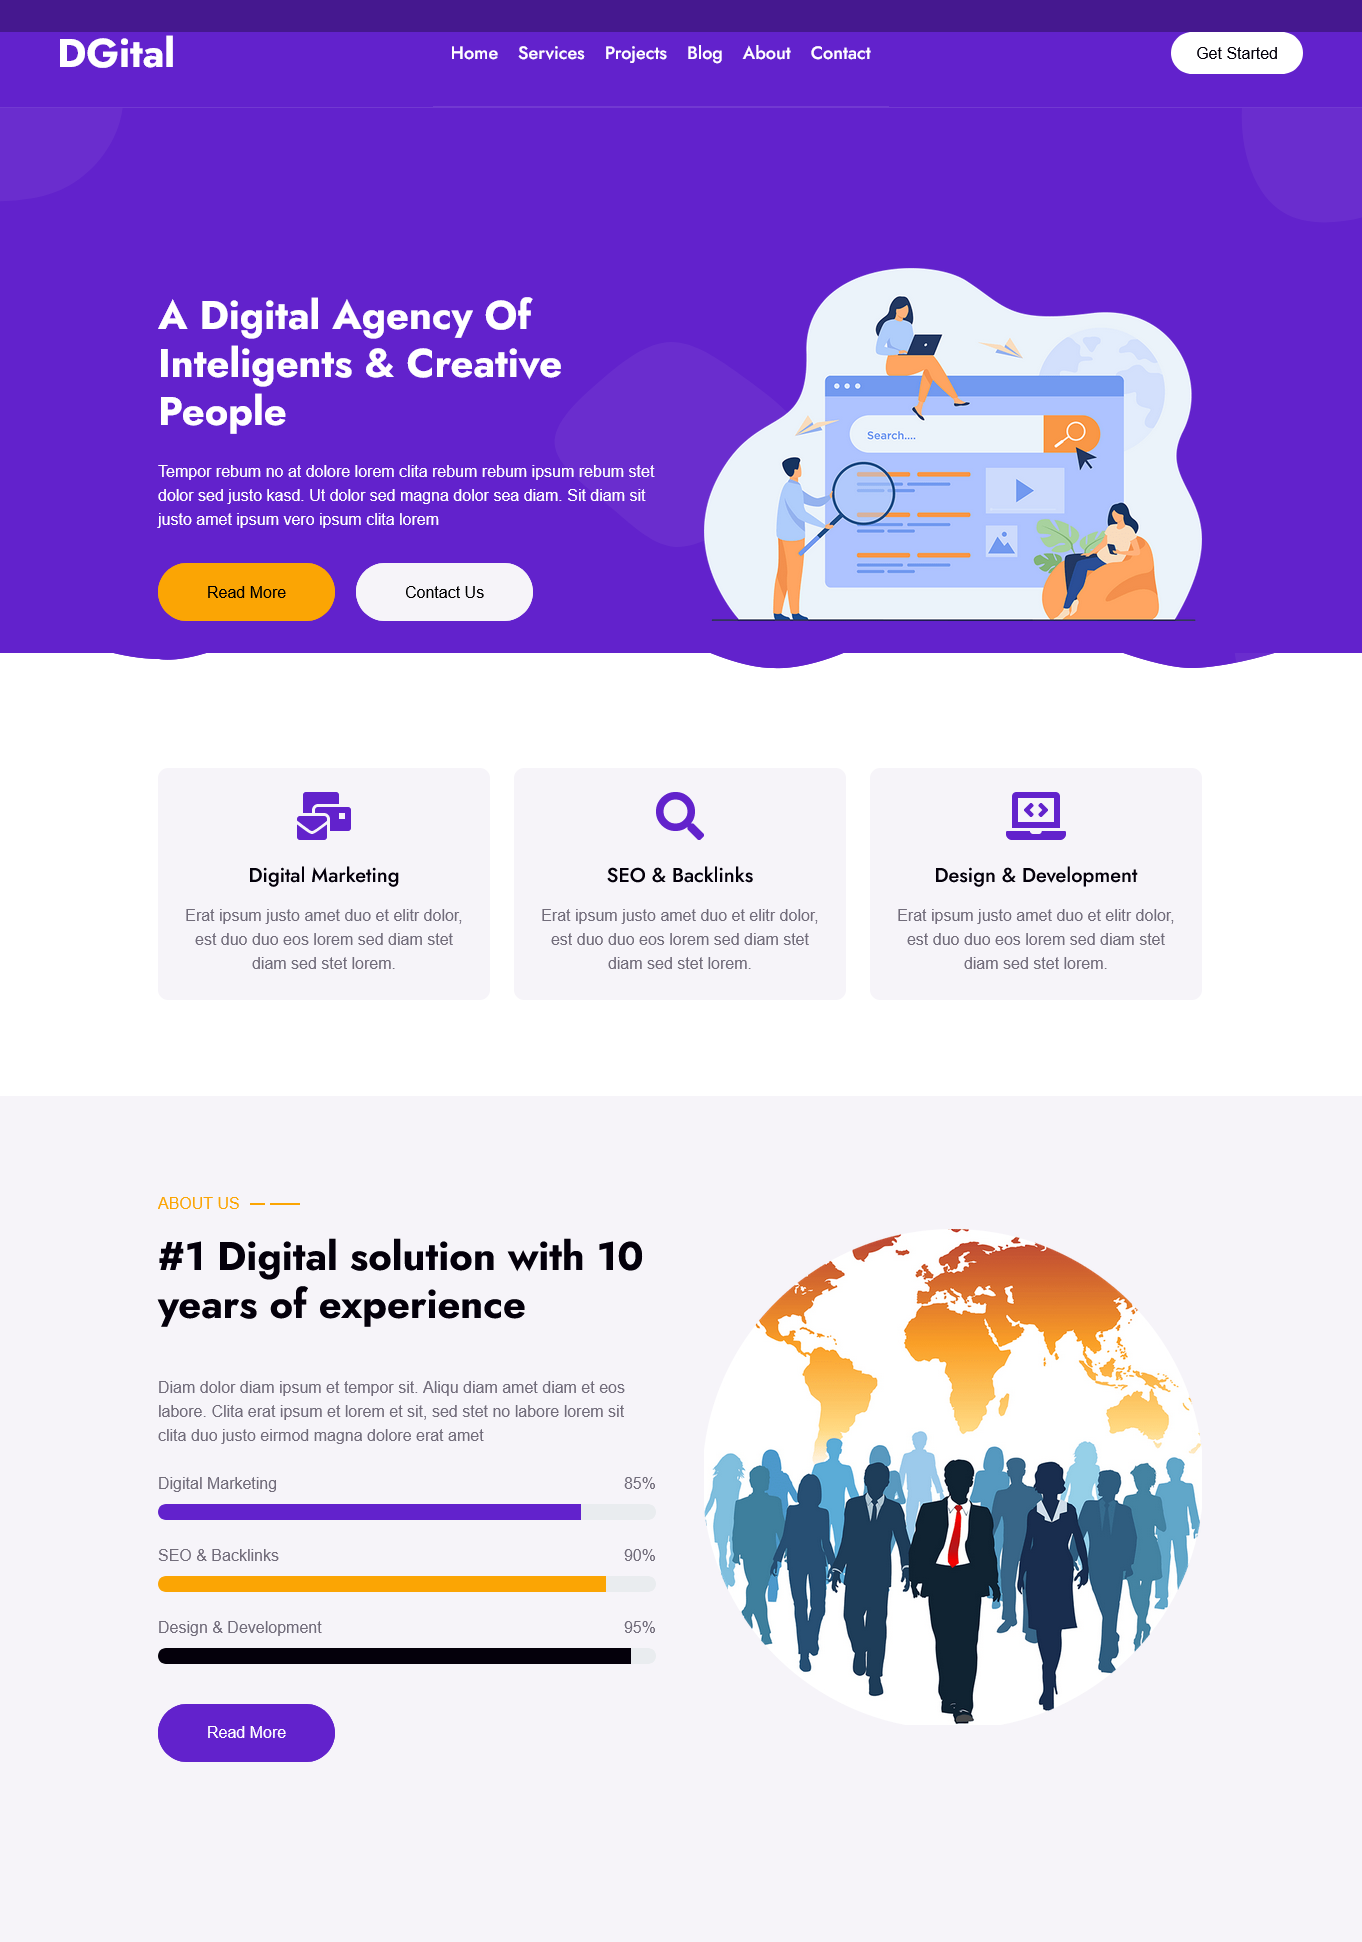 DGital
Home Services Projects Blog About Contact
Get Started
A Digital Agency Of
Inteligents & Creative
People
Tempor rebum no at dolore lorem clita rebum rebum ipsum rebum stet
dolor sed justo kasd. Ut dolor sed magna dolor sea diam. Sit diam sit
justo amet ipsum vero ipsum clita lorem
Read More
Contact Us
Search....
Digital Marketing
Erat ipsum justo amet duo et elitr dolor,
est duo duo eos lorem sed diam stet
diam sed stet lorem.
SEO & Backlinks
Erat ipsum justo amet duo et elitr dolor,
est duo duo eos lorem sed diam stet
diam sed stet lorem.
Design & Development
Erat ipsum justo amet duo et elitr dolor,
est duo duo eos lorem sed diam stet
diam sed stet lorem.
ABOUT US
#1 Digital solution with 10
years of experience
Diam dolor diam ipsum et tempor sit. Aliqu diam amet diam et eos
labore. Clita erat ipsum et lorem et sit, sed stet no labore lorem sit
clita duo justo eirmod magna dolore erat amet
Digital Marketing 85%
SEO & Backlinks 90%
Design & Development 95%
Read More